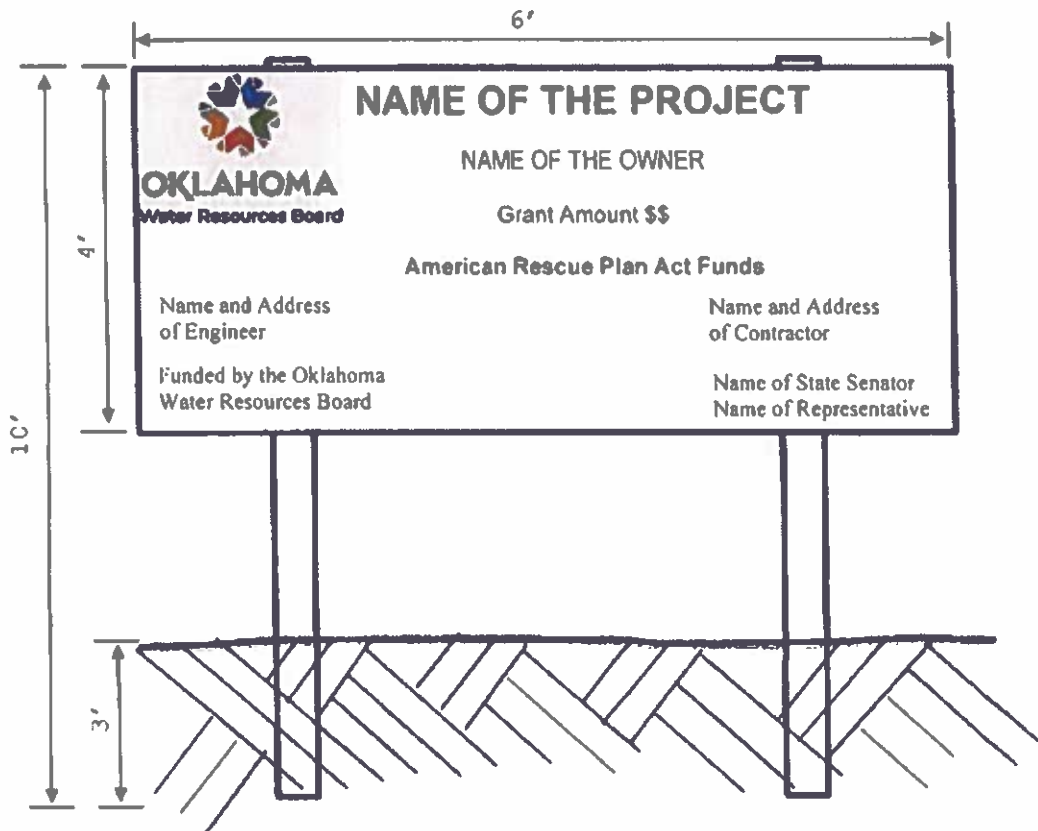 6'
NAME OF THE PROJECT
OKLAHOMA
Water Resources Board
NAME OF THE OWNER
Grant Amount $$
American Rescue Plan Act Funds
Name and Address
of Engineer
Name and Address
of Contractor
Funded by the Oklahoma
Water Resources Board
Name of State Senator
Name of Representative
4'
10'
3'